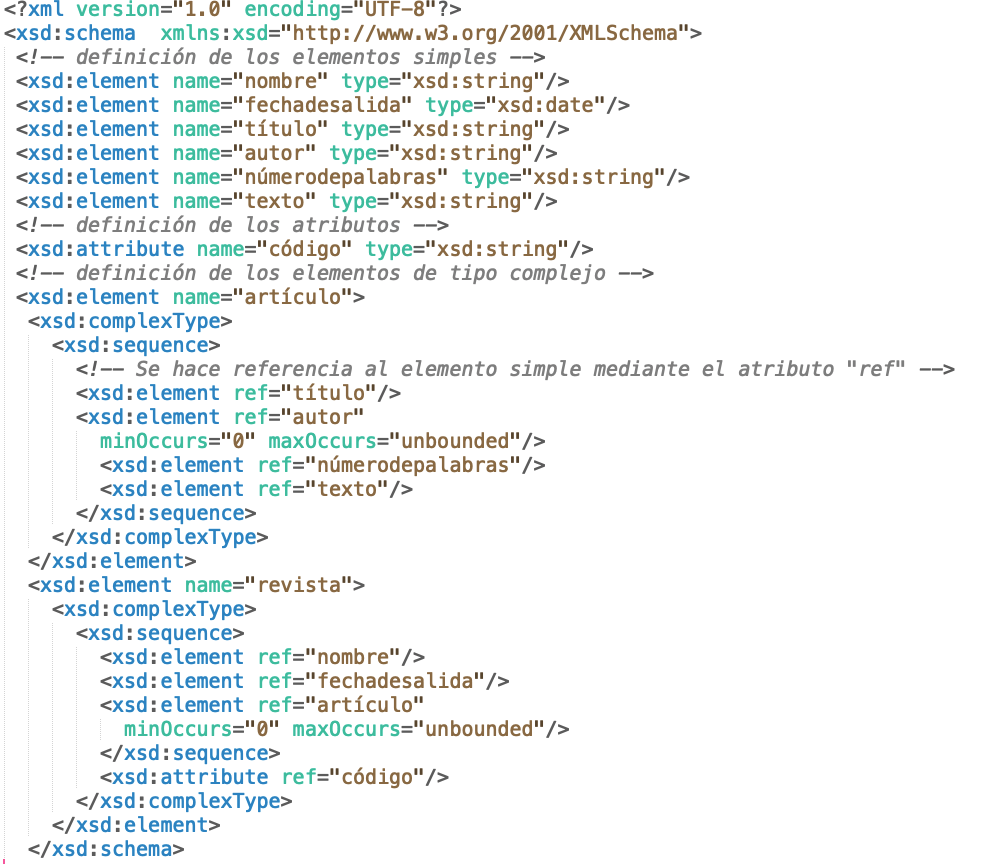 <?xml version="1.0" encoding="UTF-8"?>
<xsd:schema  xmlns:xsd="http://www.w3.org/2001/XMLSchema">
<!-- definición de los elementos simples -->
<xsd:element name="nombre" type="xsd:string"/>
<xsd:element name="fechadesalida" type="xsd:date"/>
<xsd:element name="título" type="xsd:string"/>
<xsd:element name="autor" type="xsd:string"/>
<xsd:element name="númerodepalabras" type="xsd:string"/>
<xsd:element name="texto" type="xsd:string"/>
<!-- definición de los atributos -->
<xsd:attribute name="código" type="xsd:string"/>
<!-- definición de los elementos de tipo complejo -->
<xsd:element name="artículo">
<xsd:complexType>
<xsd:sequence>
<!-- Se hace referencia al elemento simple mediante el atributo "ref" -->
<xsd:element ref="título"/>
<xsd:element ref="autor"
minOccurs="0" maxOccurs="unbounded"/>
<xsd:element ref="númerodepalabras"/>
<xsd:element ref="texto"/>
</xsd:sequence>
</xsd:complexType>
</xsd:element>
<xsd:element name="revista">
<xsd:complexType>
<xsd:sequence>
<xsd:element ref="nombre"/>
<xsd:element ref="fechadesalida"/>
<xsd:element ref="artículo"
minOccurs="0" maxOccurs="unbounded"/>
</xsd:sequence>
<xsd:attribute ref="código"/>
</xsd:complexType>
</xsd:element>
</xsd:schema>